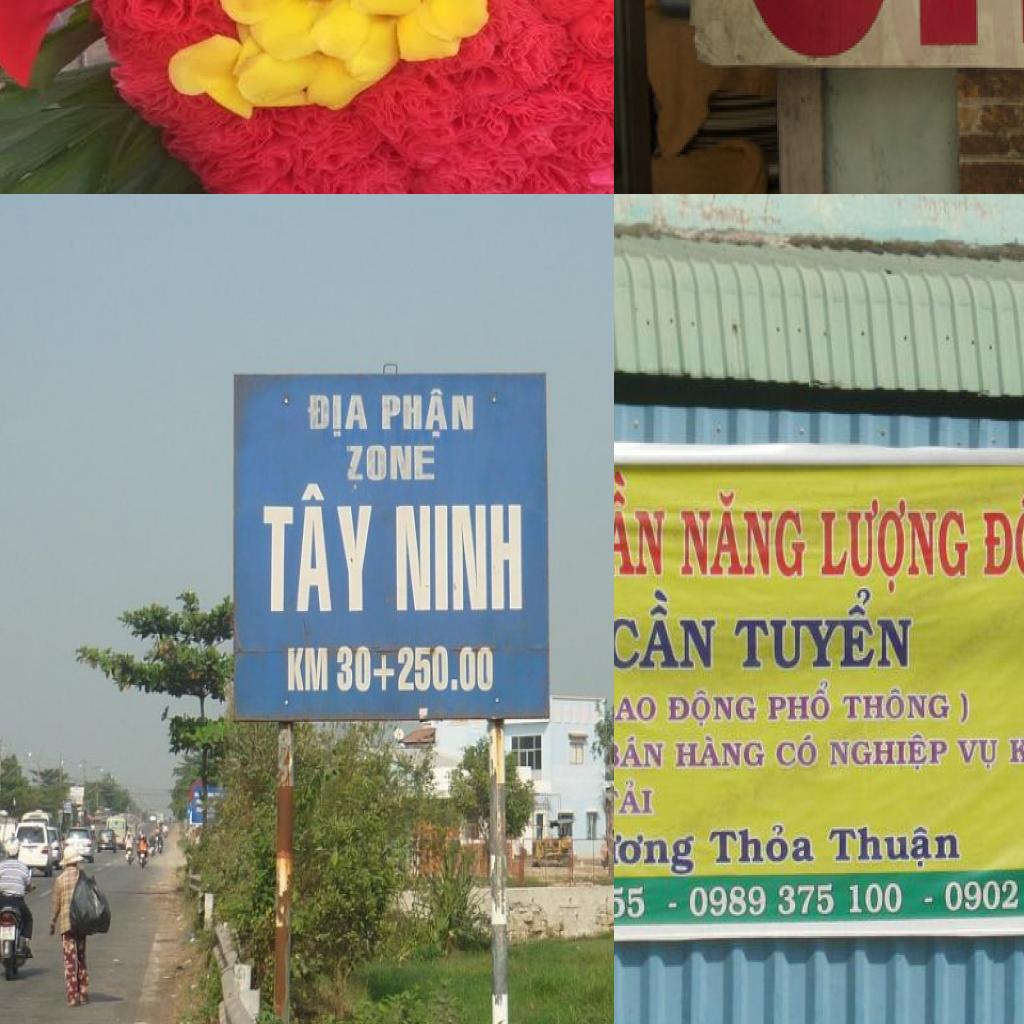 ĐỊA PHẬN
ZONE
TÂY NINH
KM 30+250.00
NĂNG LƯỢNG
CẦN TUYỂN
ĐỘNG PHỔ THÔNG )
BÁN HÀNG CÓ NGHIỆP VỤ
Thỏa Thuận
55 - 0989 375 100 - 0902